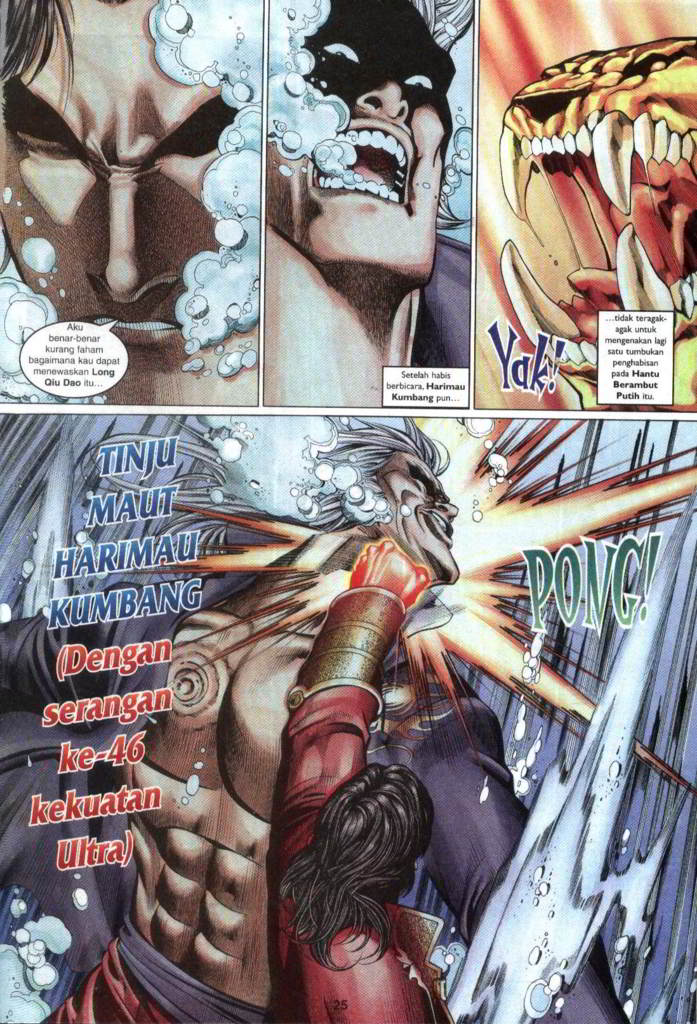 Aku
benar-benar
kurang faham
bagaimana kau dapat
menewaskan Long
Qiu Dao itu...
Setelah habis
berbicara, Harimau
Kumbang pun...
Yak!
...tidak teragak-
agak untuk
mengenakan lagi
satu tumbukan
penghabisan
pada Hantu
Berambut
Putih itu.
TINJU
MAUT
HARIMAU
KUMBANG
(Dengan
serangan
ke-46
kekuatan
Ultra)
PONG!
25